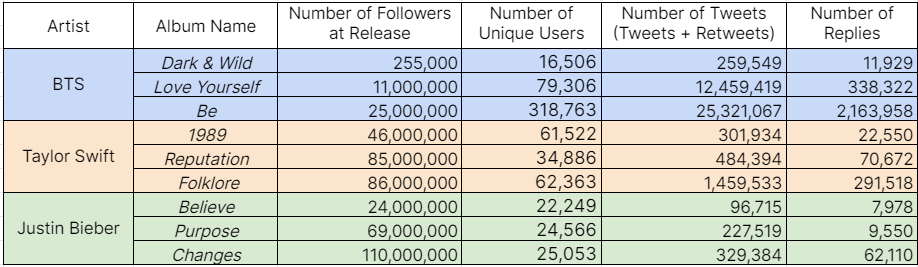 Artist Album Name Number of Followers at Release Number of Unique Users Number of Tweets (Tweets + Retweets) Number of Replies
BTS
Dark & Wild 255,000 16,506 259,549 11,929
Love Yourself 11,000,000 79,306 12,459,419 338,322
Be 25,000,000 318,763 25,321,067 2,163,958
Taylor Swift
1989 46,000,000 61,522 301,934 22,550
Reputation 85,000,000 34,886 484,394 70,672
Folklore 86,000,000 62,363 1,459,533 291,518
Justin Bieber
Believe 24,000,000 22,249 96,715 7,978
Purpose 69,000,000 24,566 227,519 9,550
Changes 110,000,000 25,053 329,384 62,110